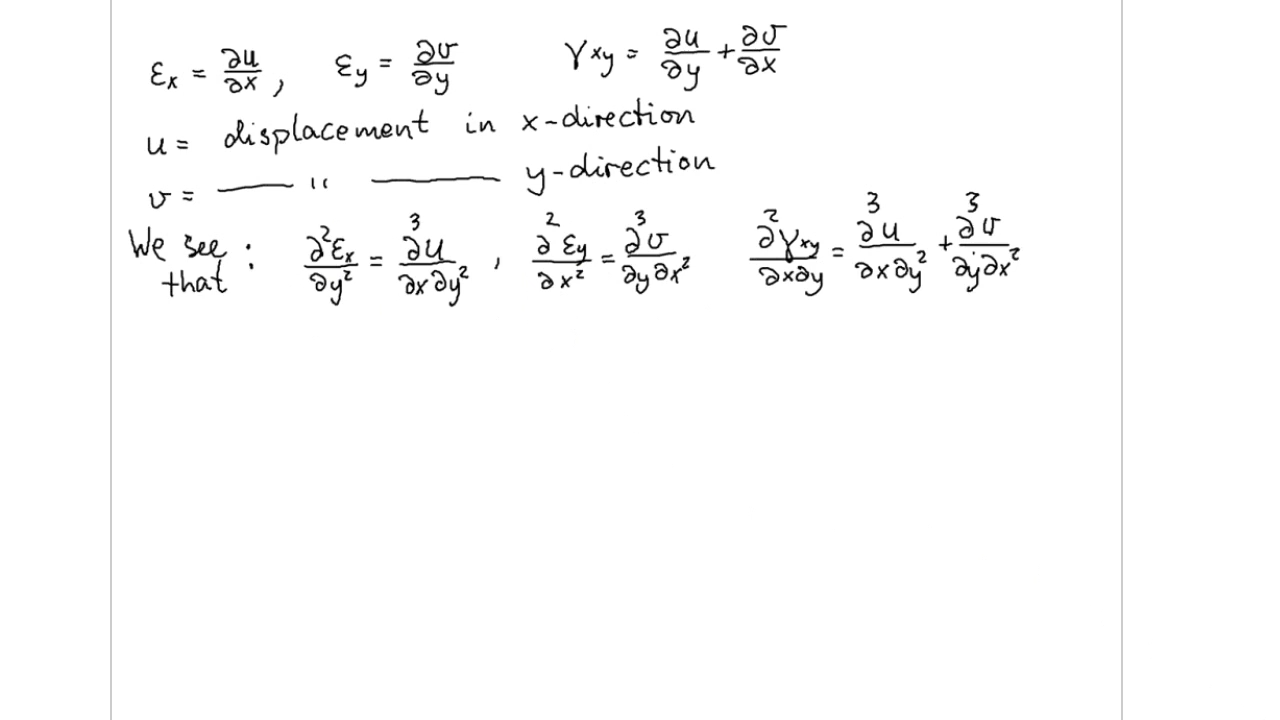 εx = ∂u/∂x, εy = ∂v/∂y γxy = ∂u/∂y + ∂v/∂x
u = displacement in x-direction
v = —— " —— y-direction
We see that : ∂²εx/∂y² = ∂³u/∂x∂y² , ∂²εy/∂x² = ∂³v/∂y∂x² ∂²γxy/∂x∂y = ∂³u/∂x∂y² + ∂³v/∂y∂x²